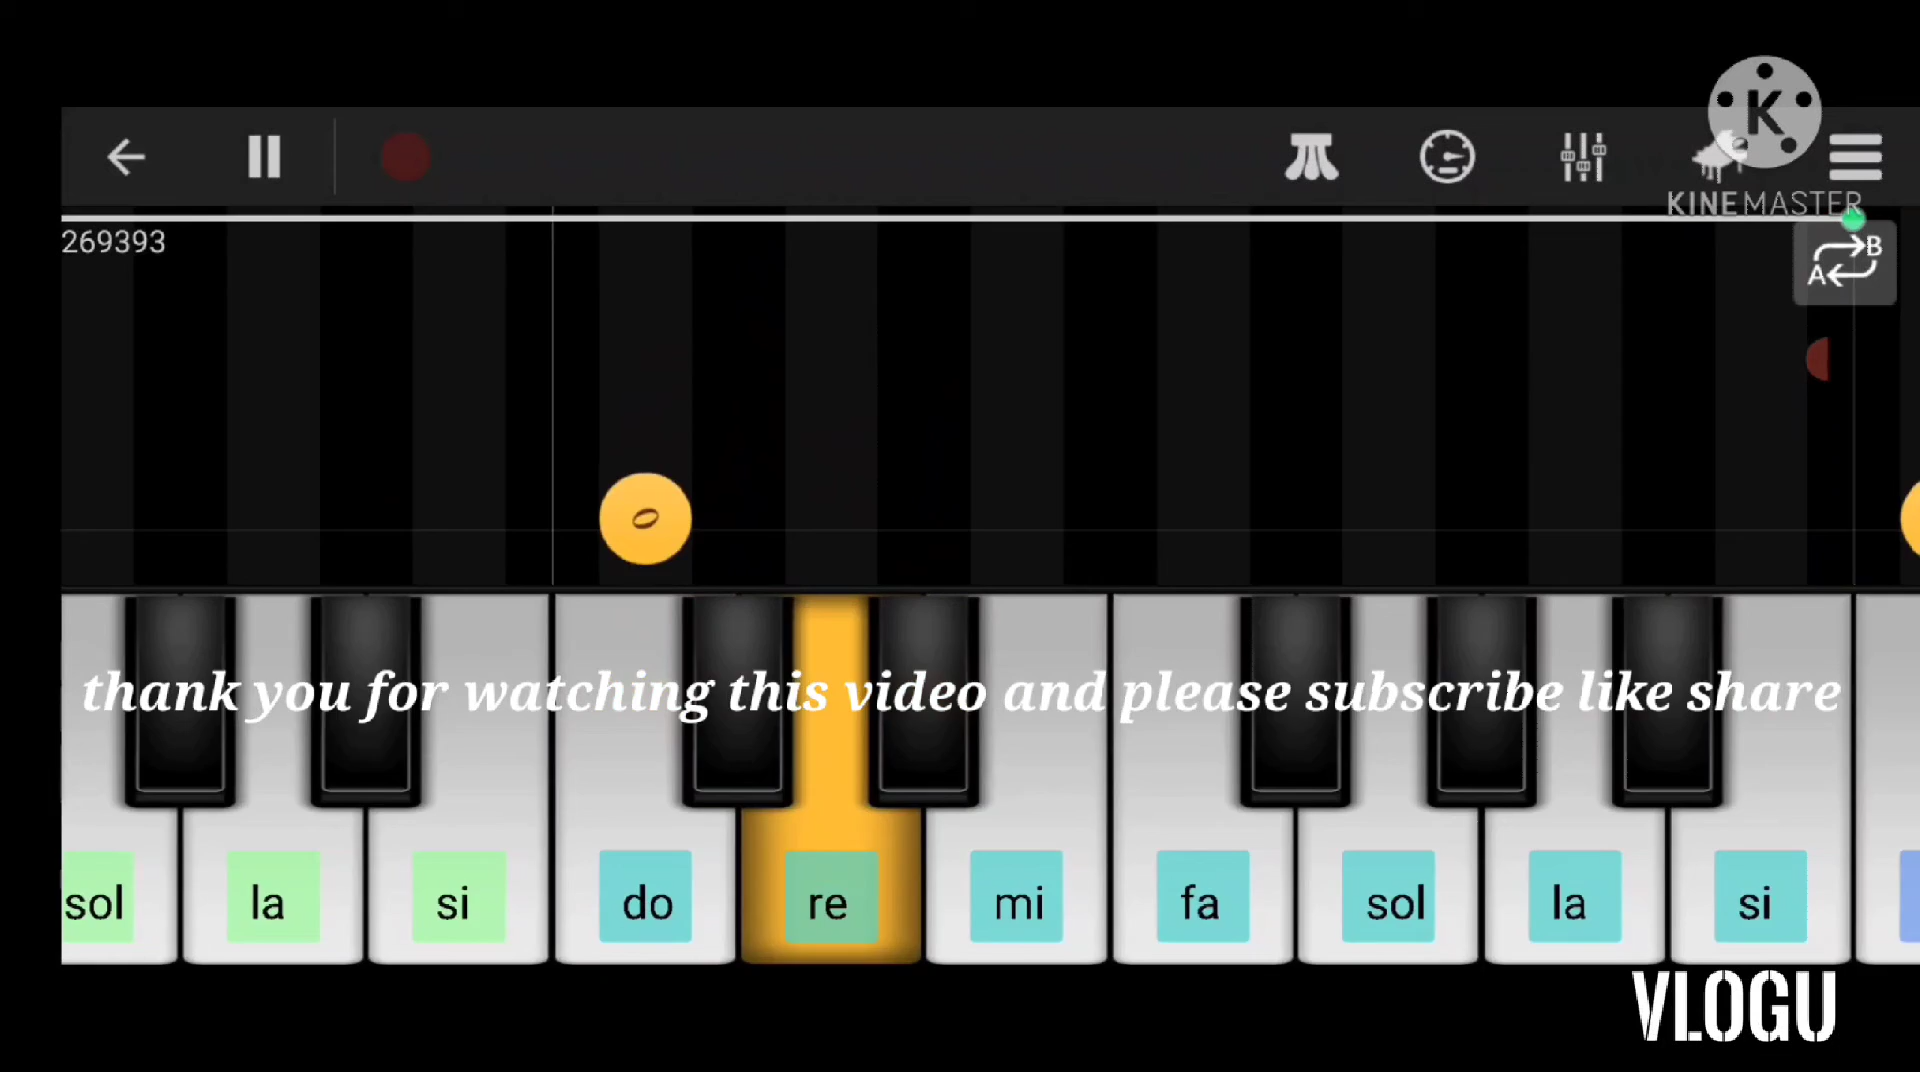 K
KINEMASTER
269393
A B
thank you for watching this video and please subscribe like share
sol la si do re mi fa sol la si
VLOGU